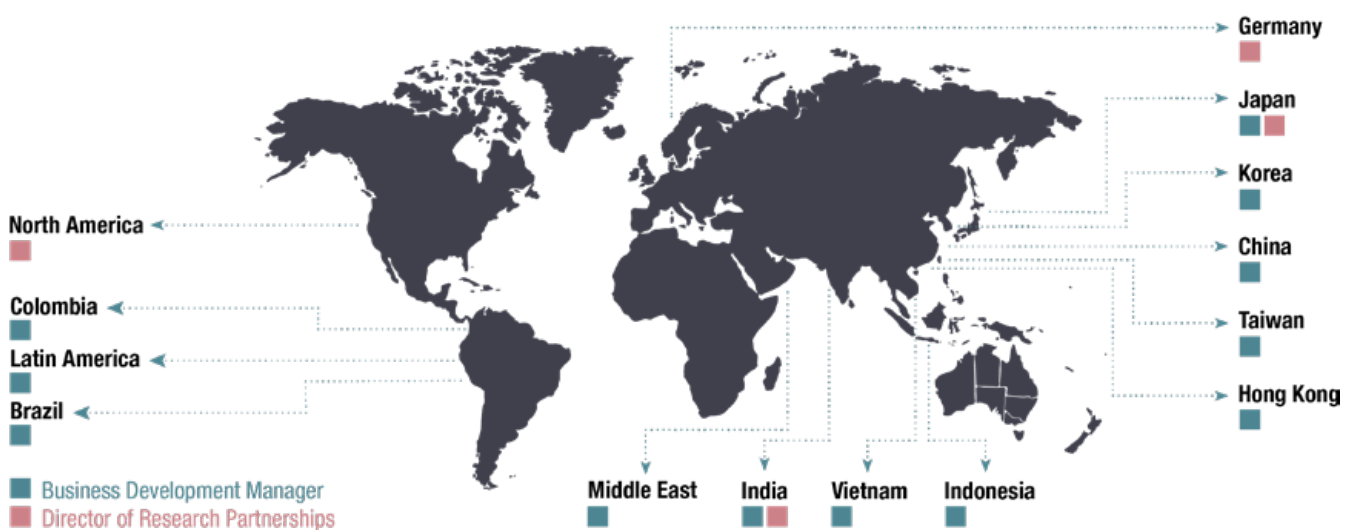 Germany
Japan
Korea
North America
China
Colombia
Taiwan
Latin America
Hong Kong
Brazil
Middle East
India
Vietnam
Indonesia
Business Development Manager
Director of Research Partnerships